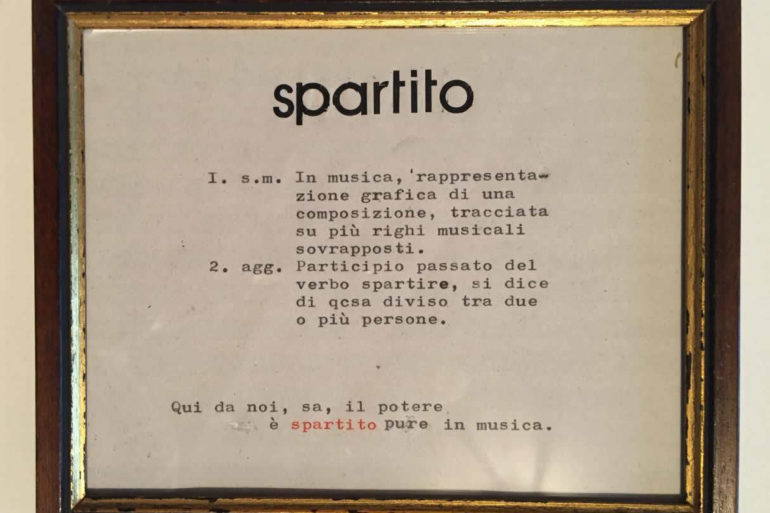 spartito
1. s.m. In musica, rappresenta-
zione grafica di una
composizione, tracciata
su più righi musicali
sovrapposti.
2. agg. Participio passato del
verbo spartire, si dice
di qcsa diviso tra due
o più persone.
Qui da noi, sa, il potere
è spartito pure in musica.